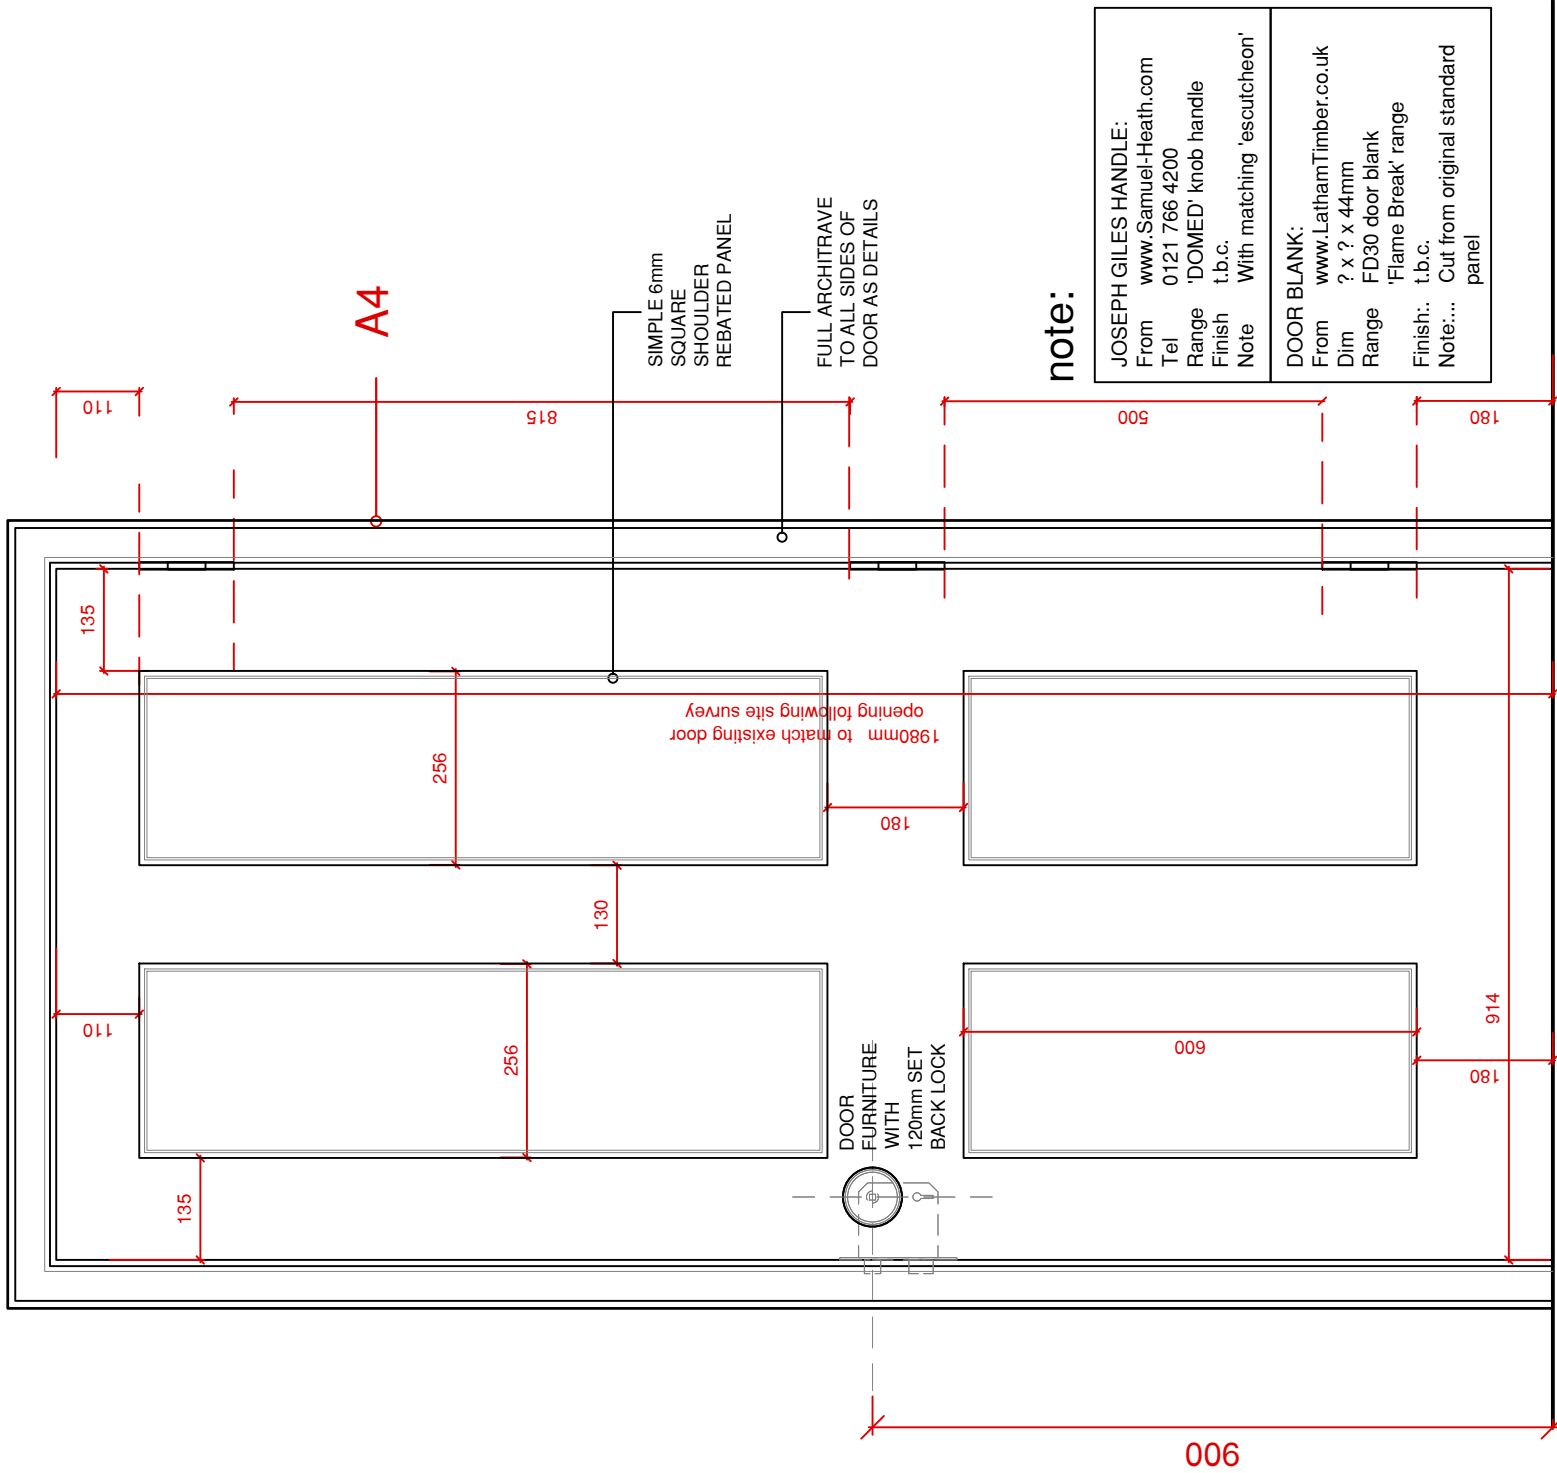 A4
110
815
500
180
135
SIMPLE 6mm
SQUARE
SHOULDER
REBATED PANEL
FULL ARCHITRAVE
TO ALL SIDES OF
DOOR AS DETAILS
256
1980mm to match existing door
opening following site survey
180
130
110
256
135
600
180
914
DOOR
FURNITURE
WITH
120mm SET
BACK LOCK
900
note:
JOSEPH GILES HANDLE:
From www.Samuel-Heath.com
Tel 0121 766 4200
Range 'DOMED' knob handle
Finish t.b.c.
Note With matching 'escutcheon'
DOOR BLANK:
From www.LathamTimber.co.uk
Dim ? x ? x 44mm
Range FD30 door blank
'Flame Break' range
Finish:. t.b.c.
Note:... Cut from original standard
panel